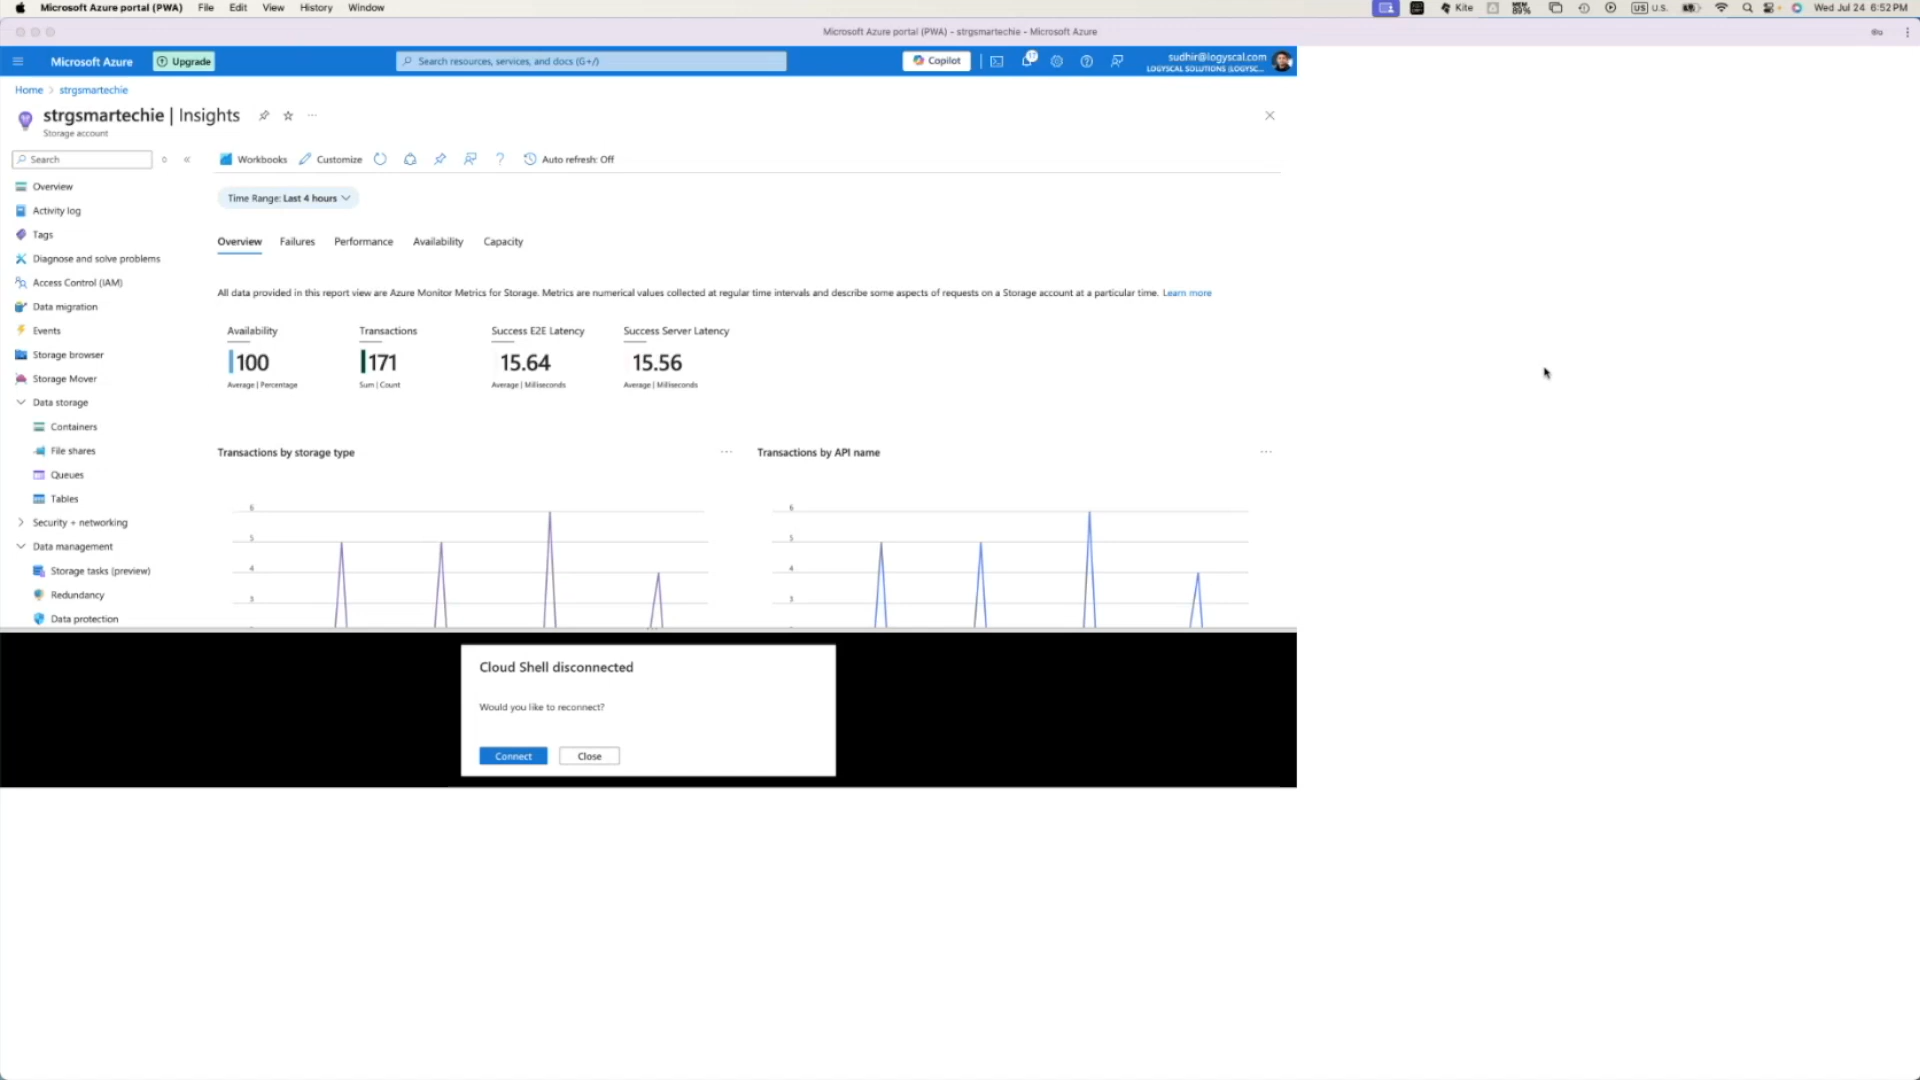 Microsoft Azure portal (PWA) File Edit View History Window
Kite
U.S.
Wed Jul 24 6:52 PM
Microsoft Azure portal (PWA) - strgsmartechie - Microsoft Azure
Microsoft Azure
Upgrade
Search resources, services, and docs (G+/)
Copilot
sudhir@logyscal.com
LOGYSCAL SOLUTIONS (LOGYSC...
Home > strgsmartechie
strgsmartechie | Insights
Storage account
Search
Workbooks
Customize
Auto refresh: Off
Overview
Activity log
Tags
Diagnose and solve problems
Access Control (IAM)
Data migration
Events
Storage browser
Storage Mover
Data storage
Containers
File shares
Queues
Tables
Security + networking
Data management
Storage tasks (preview)
Redundancy
Data protection
Time Range: Last 4 hours
Overview Failures Performance Availability Capacity
All data provided in this report view are Azure Monitor Metrics for Storage. Metrics are numerical values collected at regular time intervals and describe some aspects of requests on a Storage account at a particular time. Learn more
Availability
100
Average | Percentage
Transactions
171
Sum | Count
Success E2E Latency
15.64
Average | Milliseconds
Success Server Latency
15.56
Average | Milliseconds
Transactions by storage type
6
5
4
3
Transactions by API name
6
5
4
3
Cloud Shell disconnected
Would you like to reconnect?
Connect
Close